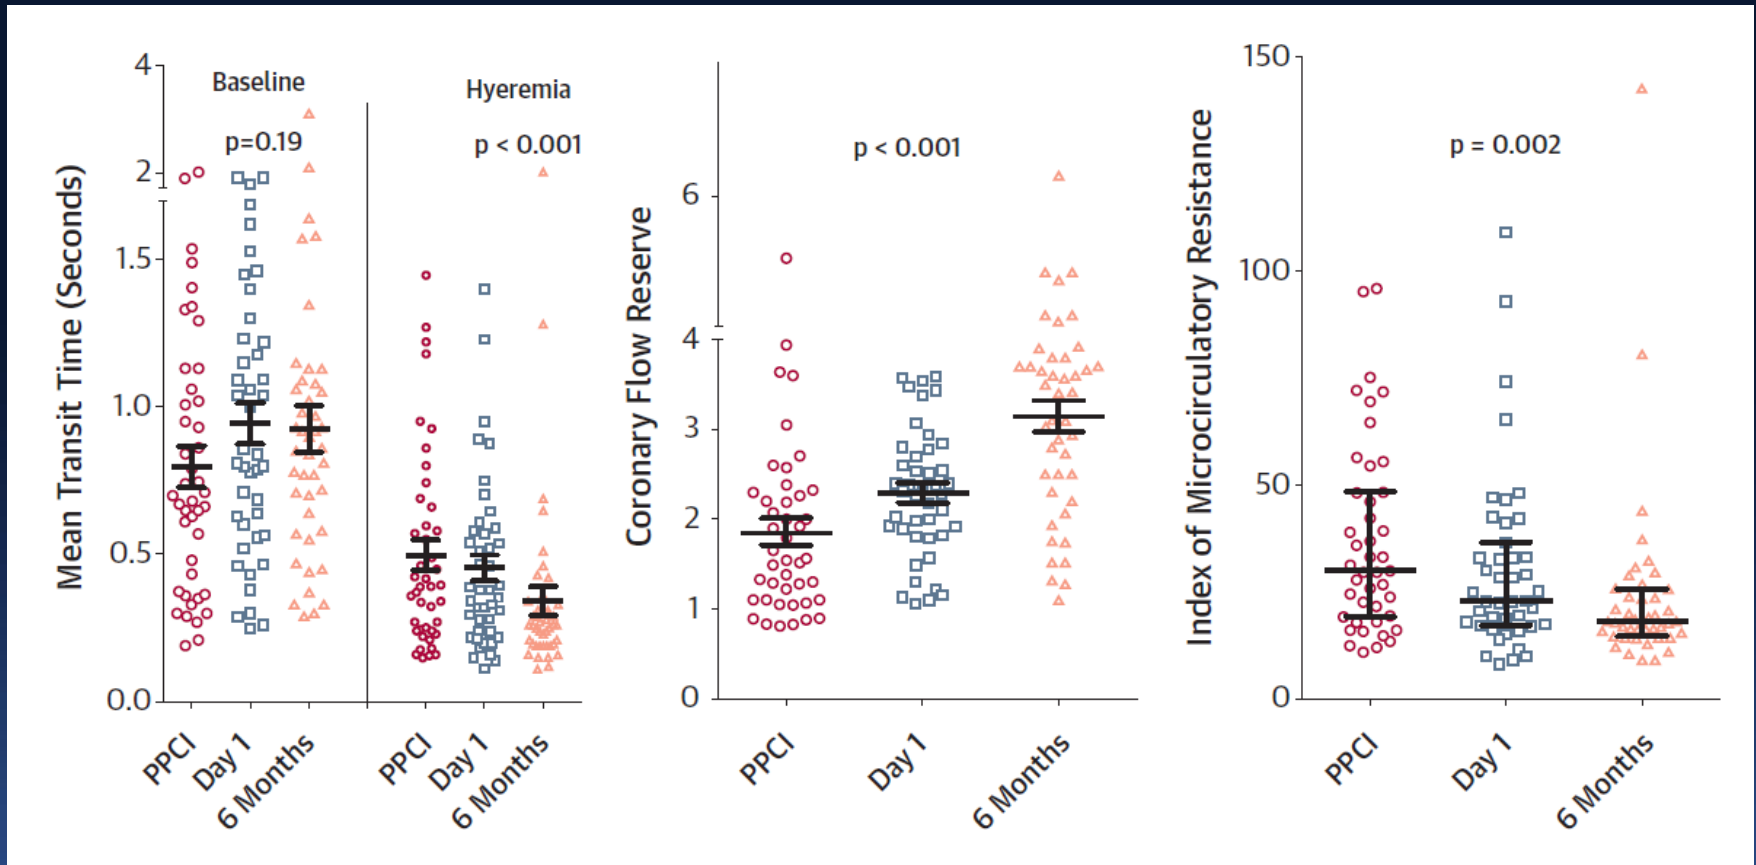 Mean Transit Time (Seconds)
4
2
1.5
1.0
0.5
0.0
Baseline
p=0.19
Hyeremia
p < 0.001
PPCI
Day 1
6 Months
PPCI
Day 1
6 Months
Coronary Flow Reserve
6
4
3
2
1
0
p < 0.001
PPCI
Day 1
6 Months
Index of Microcirculatory Resistance
150
100
50
0
p = 0.002
PPCI
Day 1
6 Months